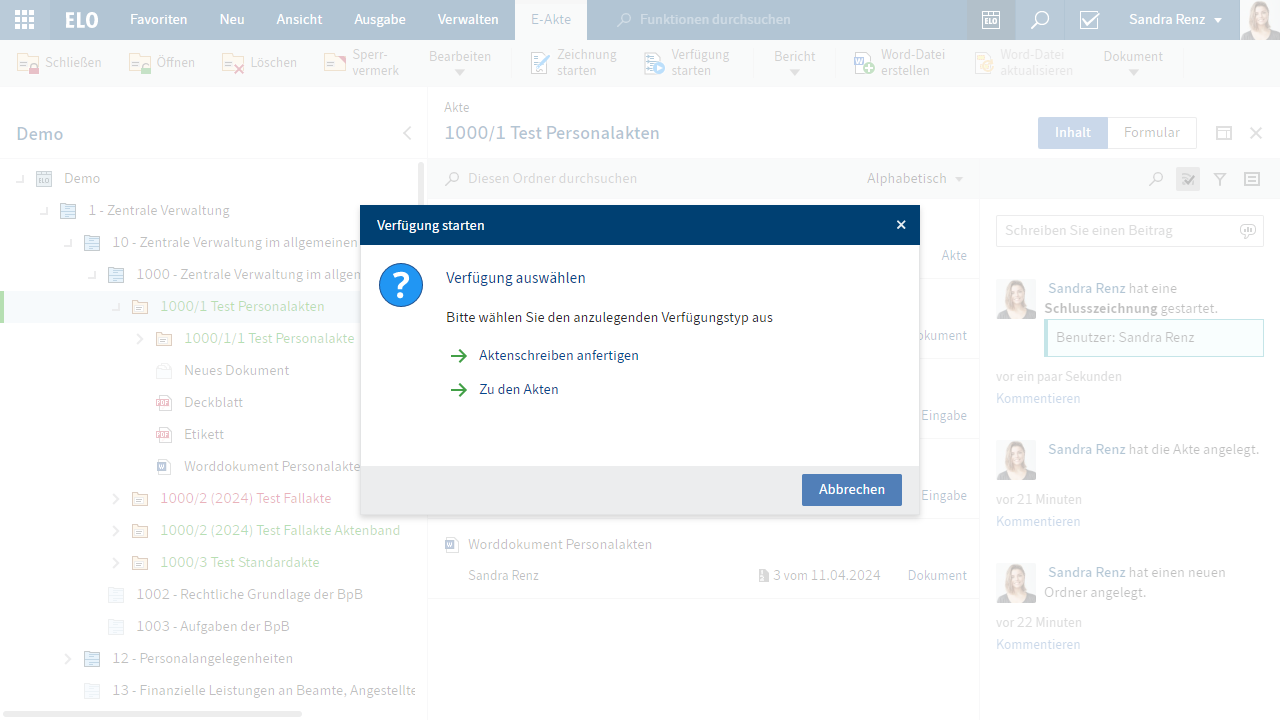 ELO Favoriten Neu Ansicht Ausgabe Verwalten E-Akte Funktionen durchsuchen ELO Sandra Renz
Schließen Öffnen Löschen Sperr-
vermerk Bearbeiten Zeichnung
starten Verfügung
starten Bericht Word-Datei
erstellen Word-Datei
aktualisieren Dokument
Demo
Akte
1000/1 Test Personalakten
Inhalt Formular
Demo
1 - Zentrale Verwaltung
10 - Zentrale Verwaltung im allgemeinen
1000 - Zentrale Verwaltung im allgem
1000/1 Test Personalakten
1000/1/1 Test Personalakte
Neues Dokument
Deckblatt
Etikett
Worddokument Personalakte
1000/2 (2024) Test Fallakte
1000/2 (2024) Test Fallakte Aktenband
1000/3 Test Standardakte
1002 - Rechtliche Grundlage der BpB
1003 - Aufgaben der BpB
12 - Personalangelegenheiten
13 - Finanzielle Leistungen an Beamte, Angestellte
Diesen Ordner durchsuchen Alphabetisch
Akte
okument
Eingabe
Eingabe
Worddokument Personalakten
Sandra Renz 3 vom 11.04.2024 Dokument
Verfügung starten
?
Verfügung auswählen
Bitte wählen Sie den anzulegenden Verfügungstyp aus
Aktenschreiben anfertigen
Zu den Akten
Abbrechen
Schreiben Sie einen Beitrag
Sandra Renz hat eine
Schlusszeichnung gestartet.
Benutzer: Sandra Renz
vor ein paar Sekunden
Kommentieren
Sandra Renz hat die Akte angelegt.
vor 21 Minuten
Kommentieren
Sandra Renz hat einen neuen
Ordner angelegt.
vor 22 Minuten
Kommentieren